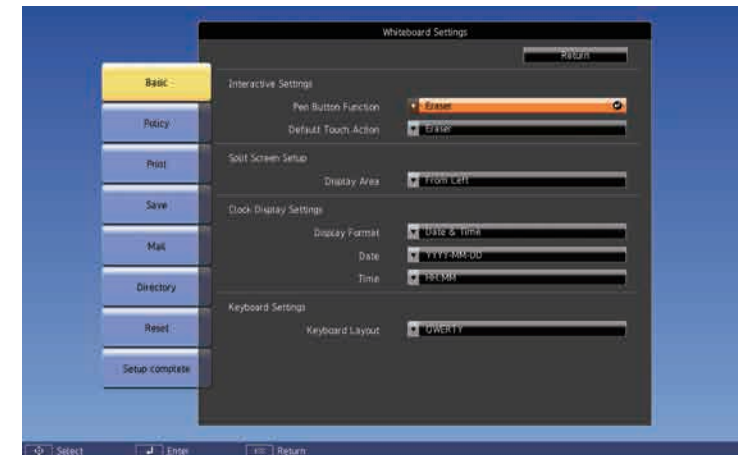 Whiteboard Settings
Return
Basic
Policy
Print
Save
Mail
Directory
Reset
Setup complete
Interactive Settings
Pen Button Function Eraser
Default Touch Action Eraser
Split Screen Setup
Display Area From Left
Clock Display Settings
Display Format Date & Time
Date YYYY-MM-DD
Time HH:MM
Keyboard Settings
Keyboard Layout QWERTY
Select Enter Return